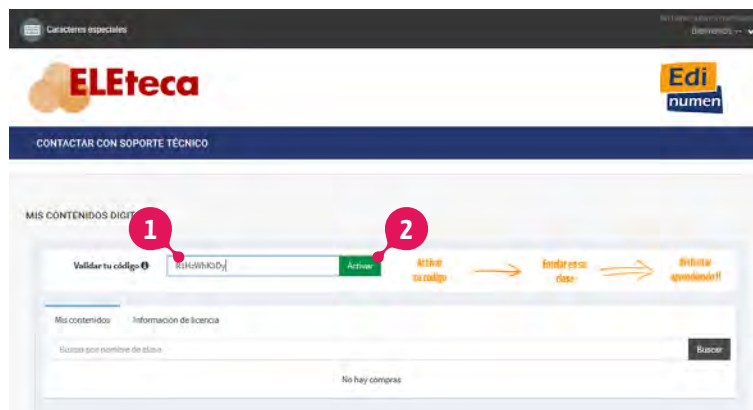 Caracteres especiales
Bienvenido --
ELEteca
Edi
numen
CONTACTAR CON SOPORTE TÉCNICO
MIS CONTENIDOS DIGIT
1
2
Validar tu código
Activar
Activar
su código
Entrar en su
clase
Disfrutar
aprendiendo!!
Mis contenidos
Información de licencia
Buscar por nombre de clase
Buscar
No hay compras